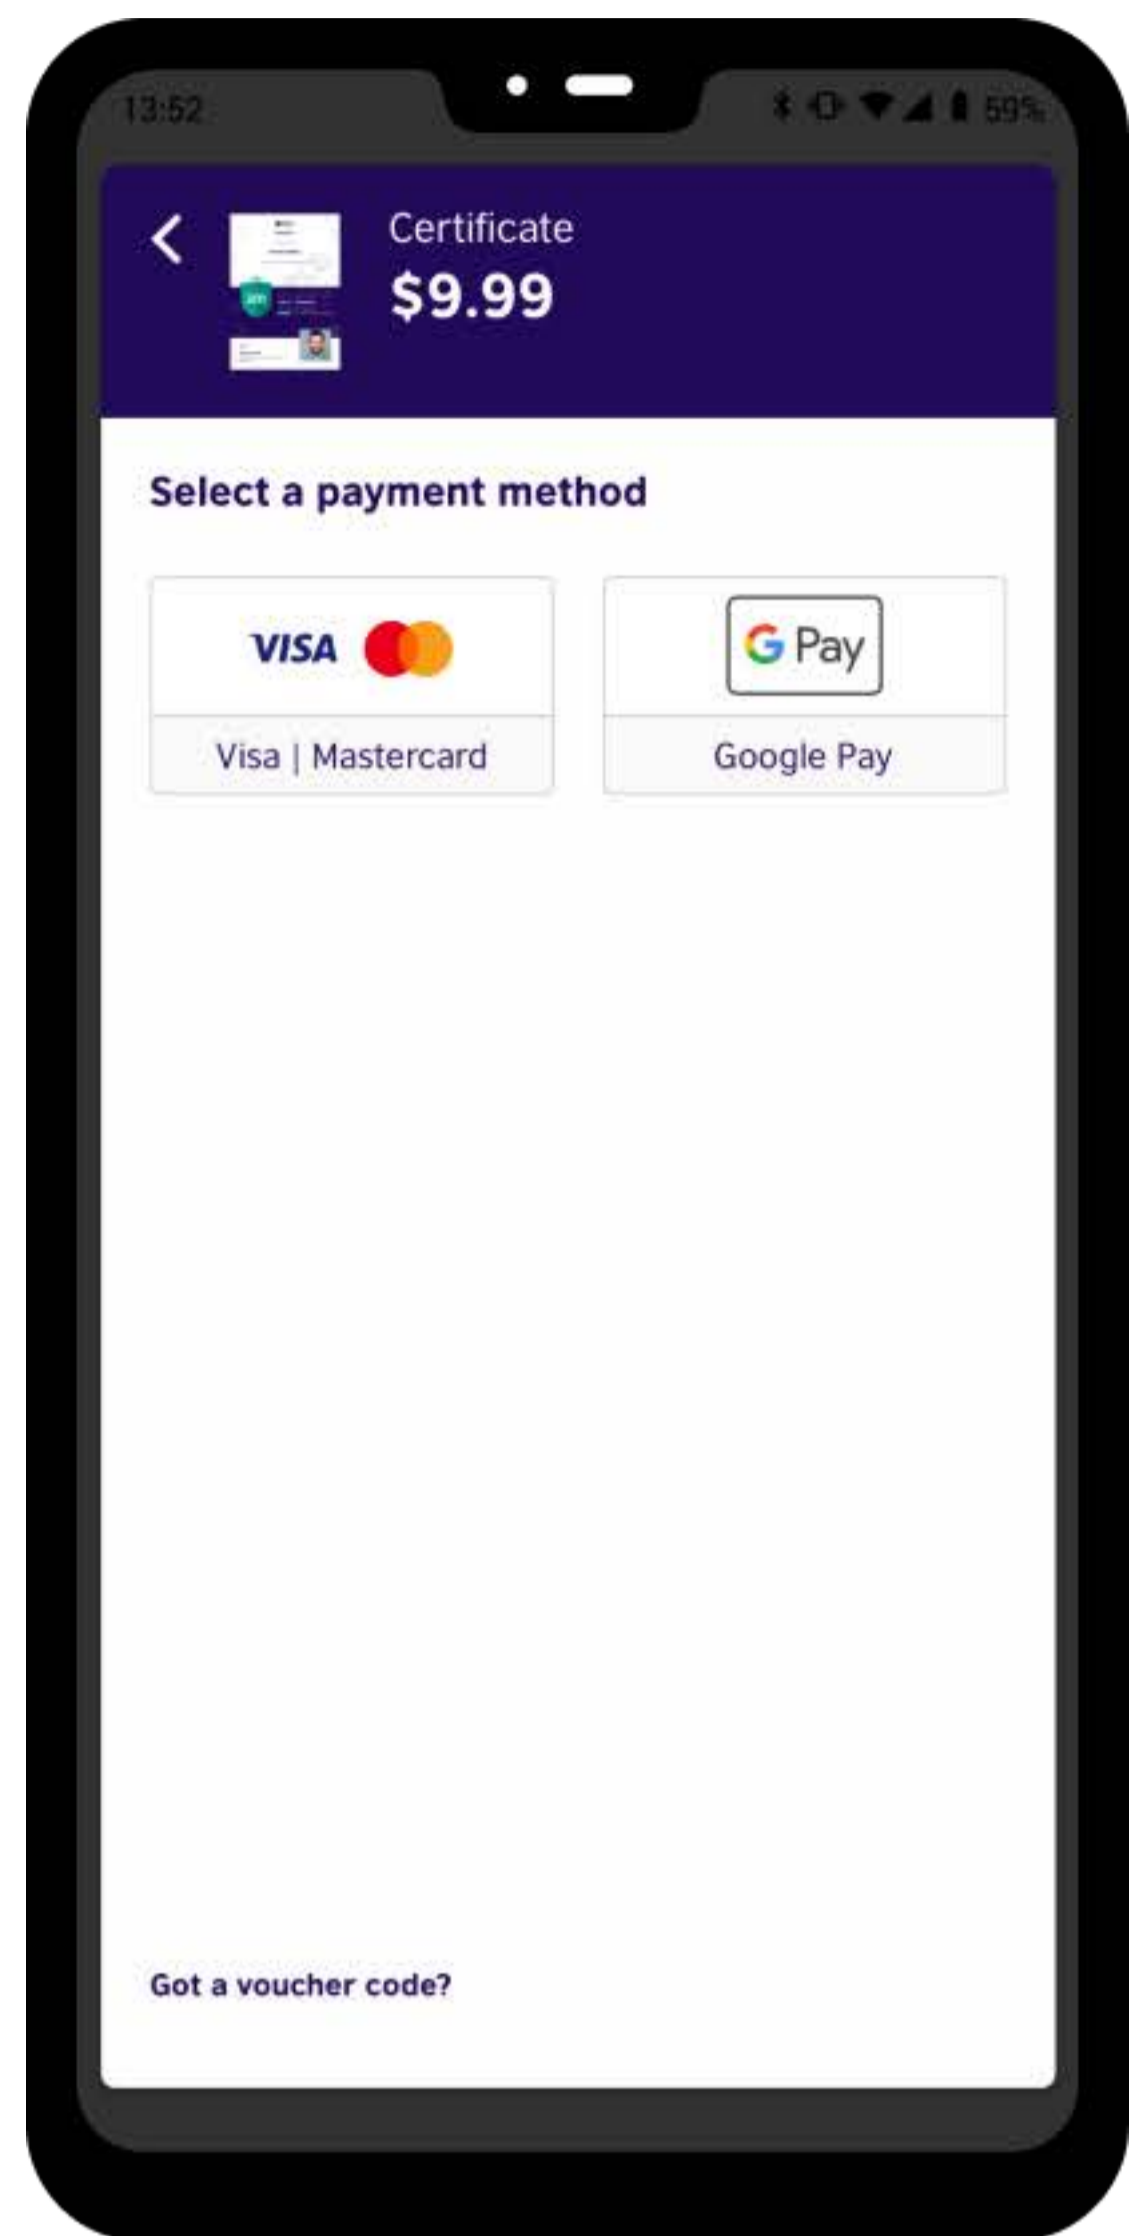 13:52
59%
Certificate
$9.99
Select a payment method
VISA
G Pay
Visa | Mastercard
Google Pay
Got a voucher code?